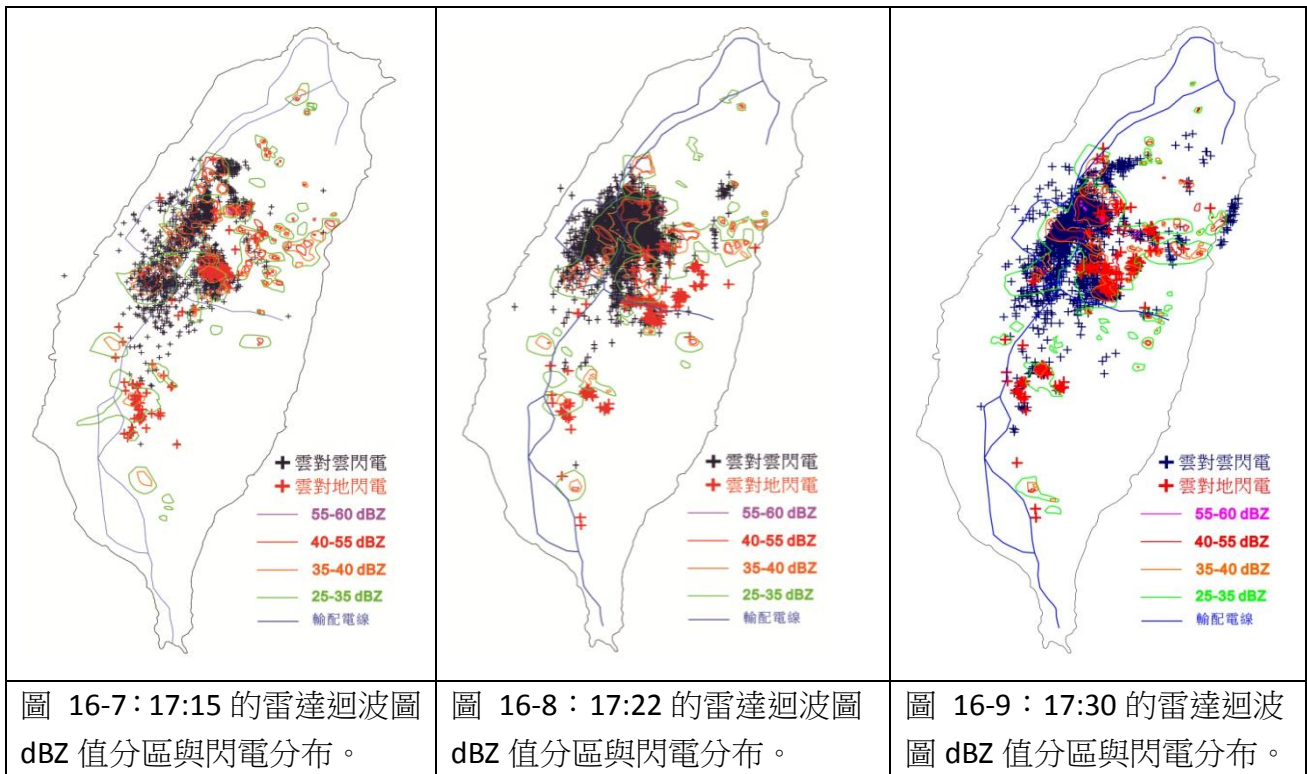 雲對雲閃電
雲對地閃電
55-60 dBZ
40-55 dBZ
35-40 dBZ
25-35 dBZ
輸配電線
雲對雲閃電
雲對地閃電
55-60 dBZ
40-55 dBZ
35-40 dBZ
25-35 dBZ
輸配電線
雲對雲閃電
雲對地閃電
55-60 dBZ
40-55 dBZ
35-40 dBZ
25-35 dBZ
輸配電線
圖 16-7：17:15 的雷達迴波圖
dBZ 值分區與閃電分布。
圖 16-8：17:22 的雷達迴波圖
dBZ 值分區與閃電分布。
圖 16-9：17:30 的雷達迴波
圖 dBZ 值分區與閃電分布。